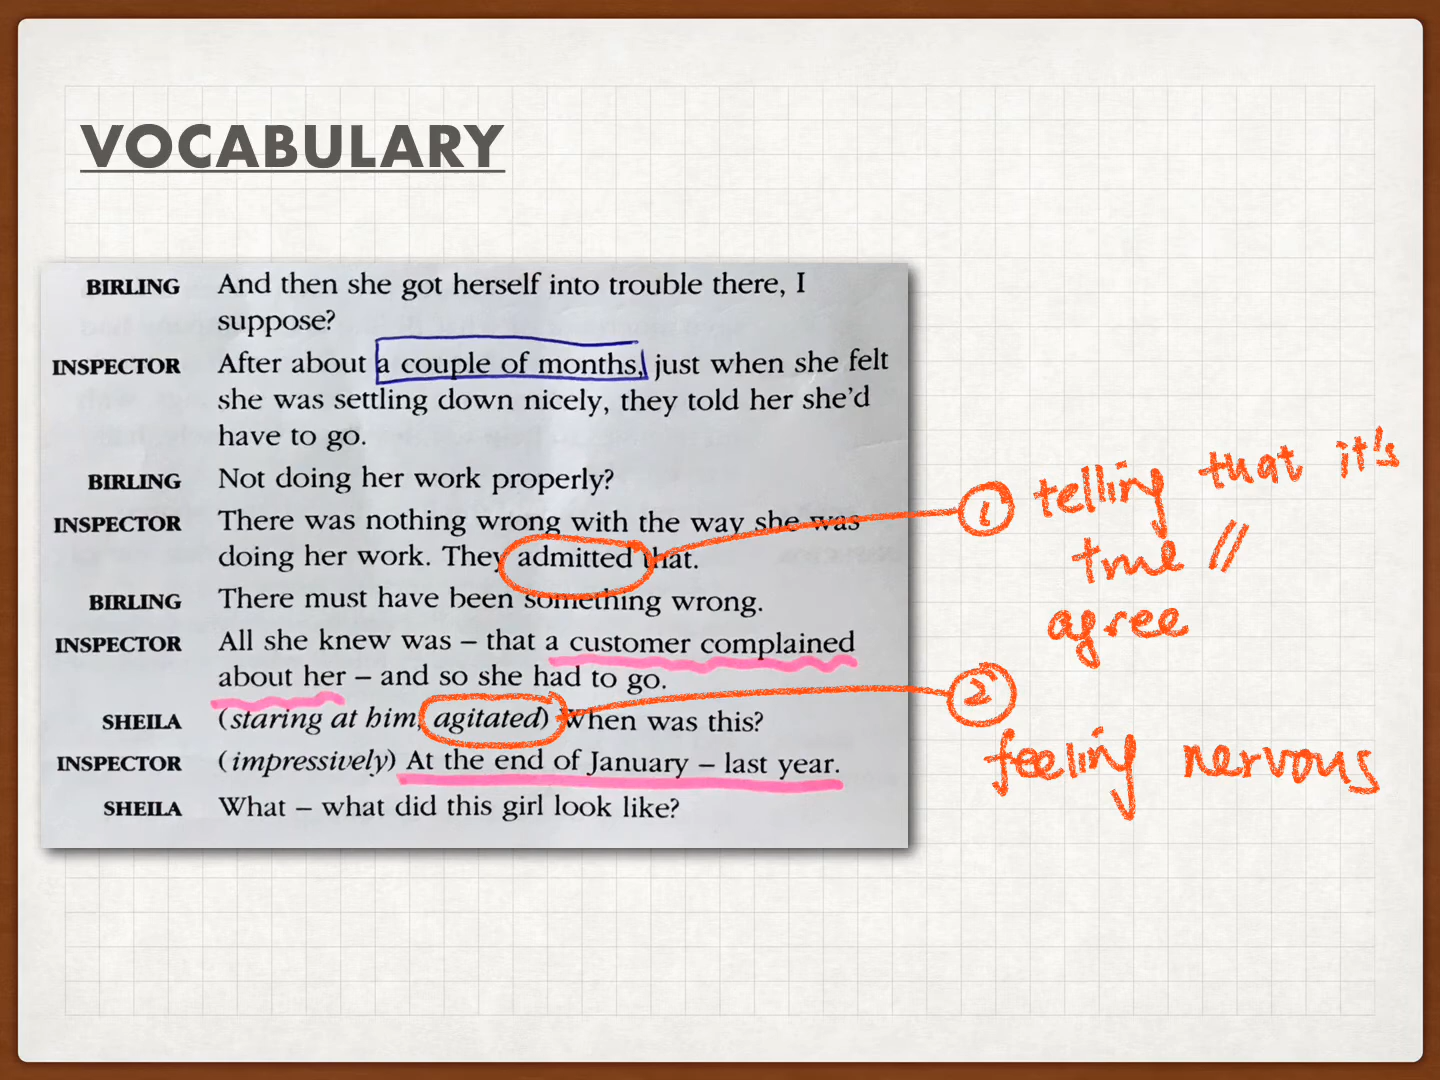 VOCABULARY
BIRLING And then she got herself into trouble there, I
suppose?
INSPECTOR After about a couple of months, just when she felt
she was settling down nicely, they told her she'd
have to go.
BIRLING Not doing her work properly?
INSPECTOR There was nothing wrong with the way she was
doing her work. They admitted that.
BIRLING There must have been something wrong.
INSPECTOR All she knew was – that a customer complained
about her – and so she had to go.
SHEILA (staring at him, agitated) When was this?
INSPECTOR (impressively) At the end of January – last year.
SHEILA What – what did this girl look like?
1 telling that it's
true //
agree
2
feeling nervous